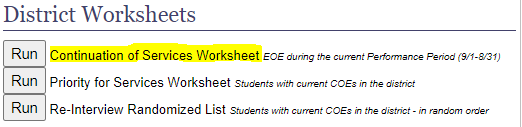 District Worksheets
Run Continuation of Services Worksheet EOE during the current Performance Period (9/1-8/31)
Run Priority for Services Worksheet Students with current COEs in the district
Run Re-Interview Randomized List Students with current COEs in the district - in random order